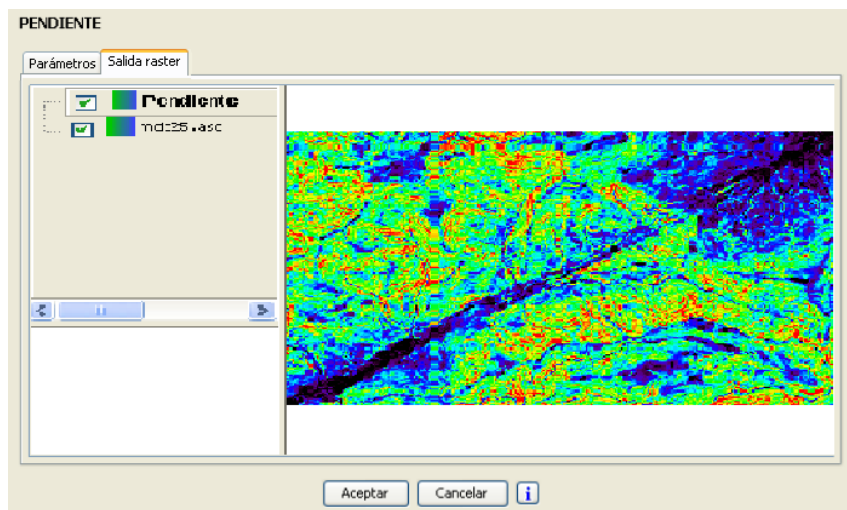 PENDIENTE
Parámetros
Salida raster
Pendiente
mdt25.asc
Aceptar
Cancelar
i